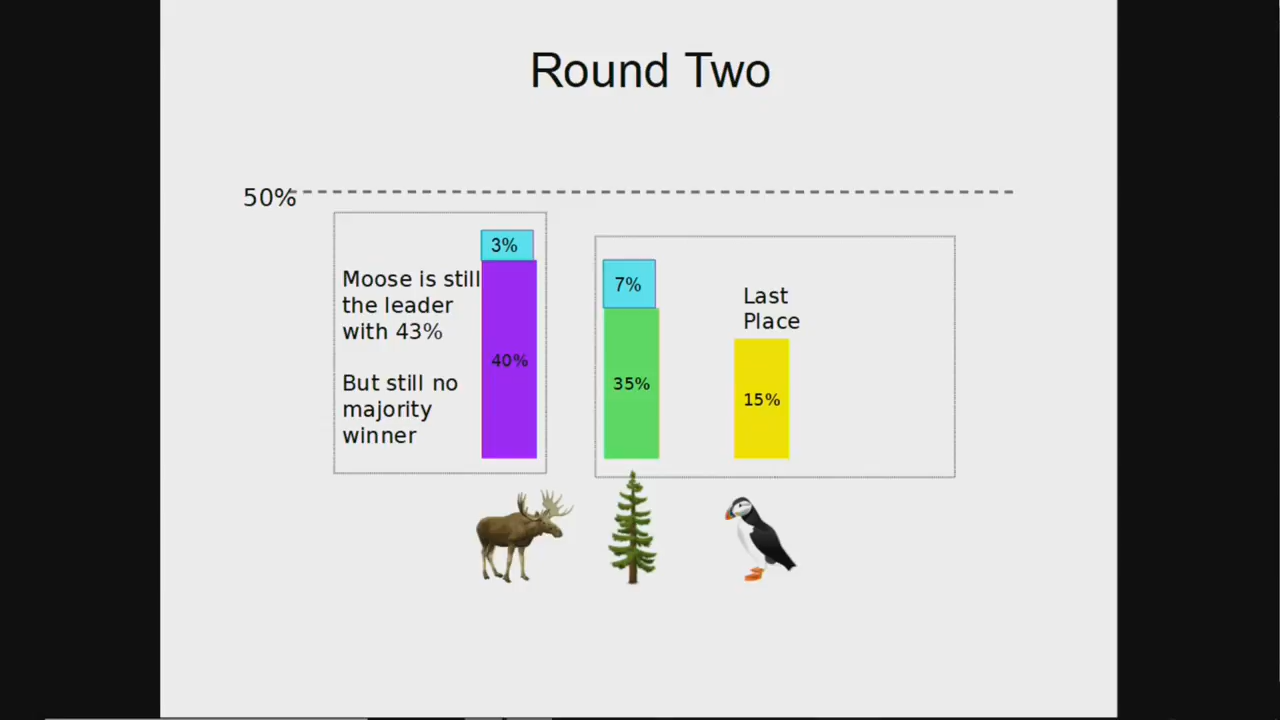 Round Two
50%
3%
Moose is still
the leader
with 43%
40%
But still no
majority
winner
7%
35%
Last
Place
15%